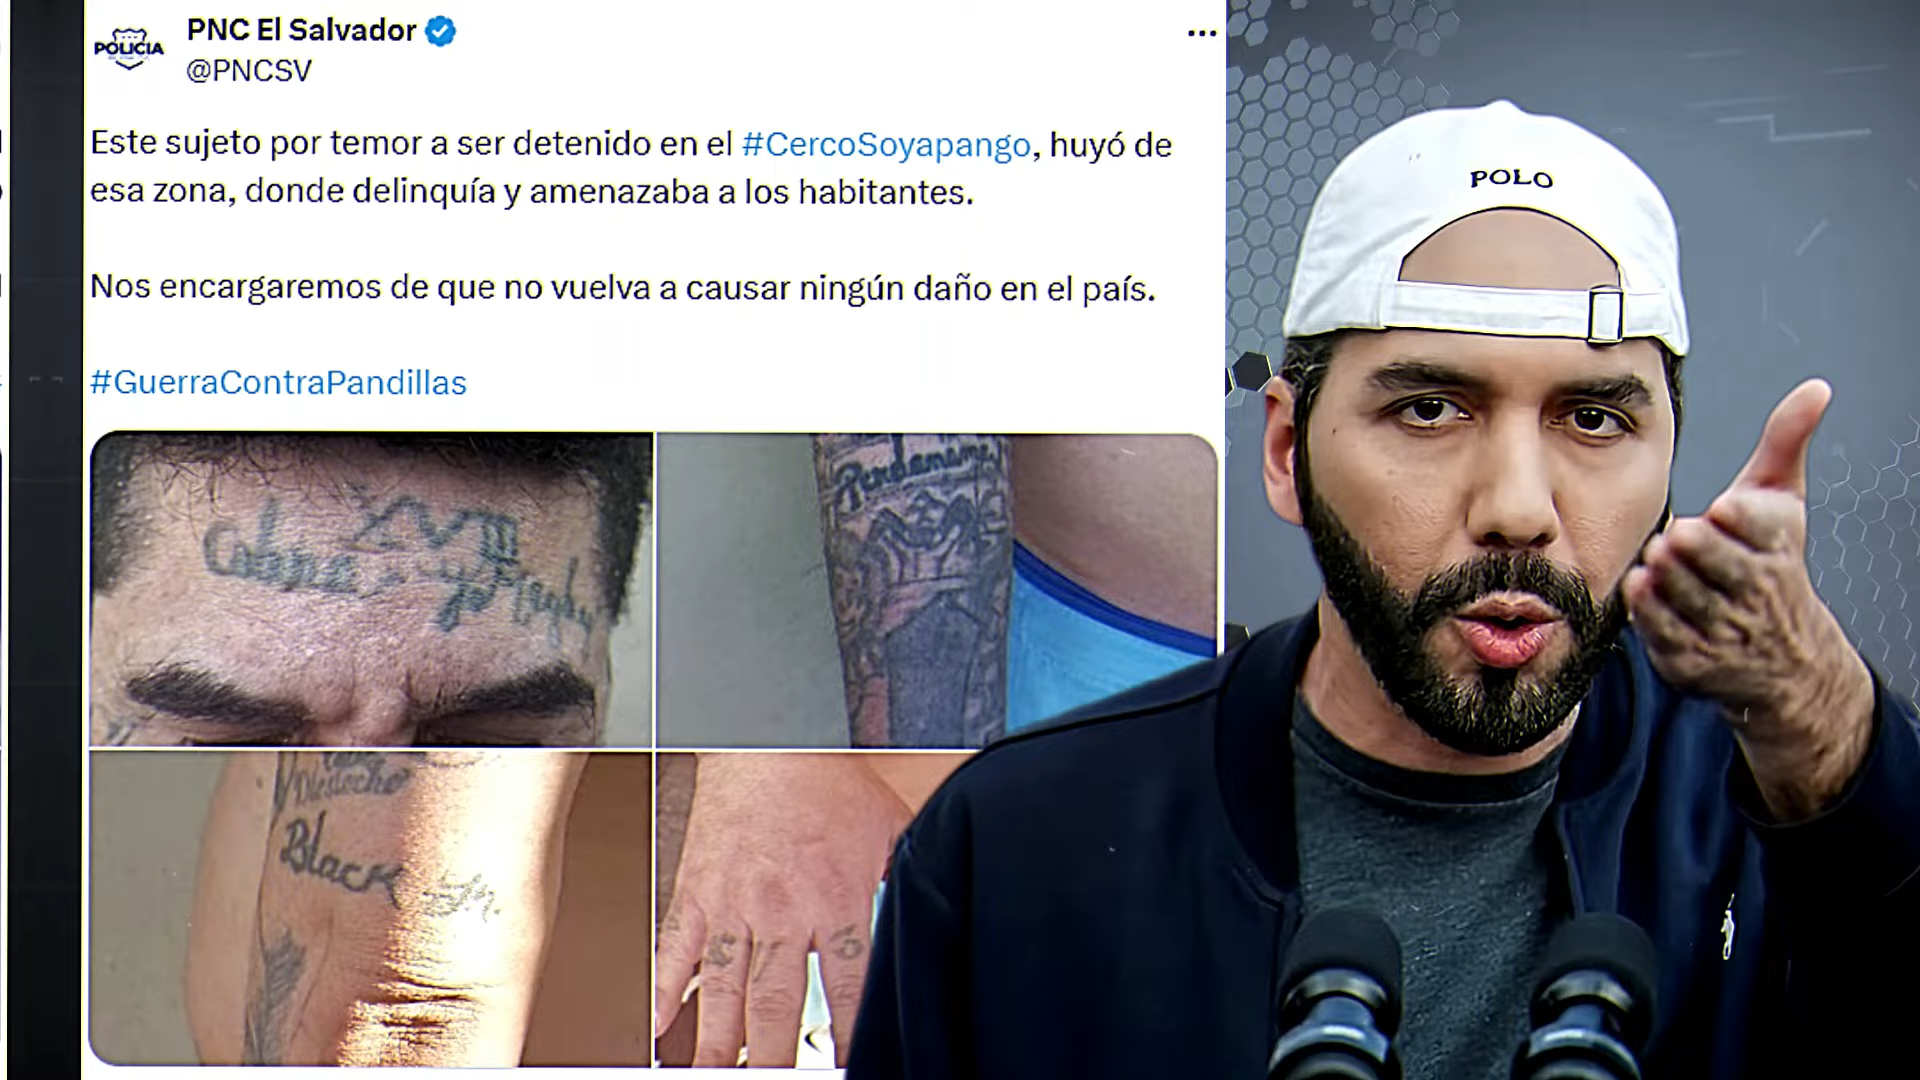 PNC El Salvador
POLICIA
@PNCSV
Este sujeto por temor a ser detenido en el #CercoSoyapango, huyó de
esa zona, donde delinquía y amenazaba a los habitantes.
Nos encargaremos de que no vuelva a causar ningún daño en el país.
#GuerraContraPandillas
XVIII
Black
POLO